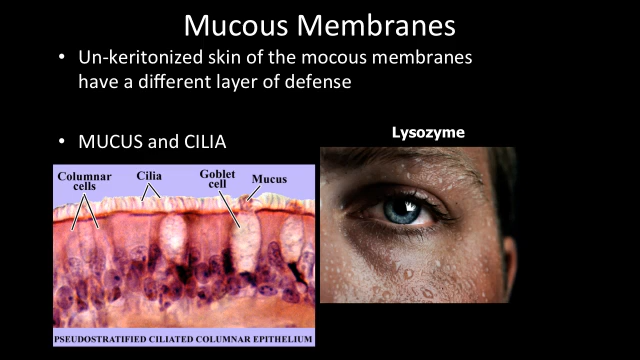 Mucous Membranes
• Un-keritonized skin of the mocous membranes
have a different layer of defense
• MUCUS and CILIA
Lysozyme
Columnar
cells
Cilia
Goblet
cell
Mucus
PSEUDOSTRATIFIED CILIATED COLUMNAR EPITHELIUM